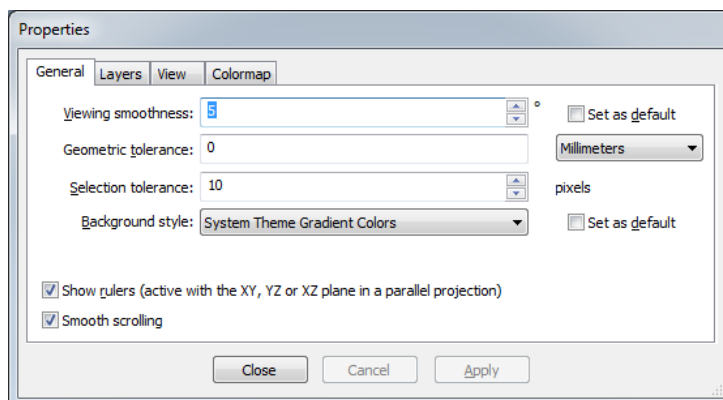 Properties
General Layers View Colormap
Viewing smoothness: 5 ° Set as default
Geometric tolerance: 0 Millimeters
Selection tolerance: 10 pixels
Background style: System Theme Gradient Colors Set as default
Show rulers (active with the XY, YZ or XZ plane in a parallel projection)
Smooth scrolling
Close Cancel Apply